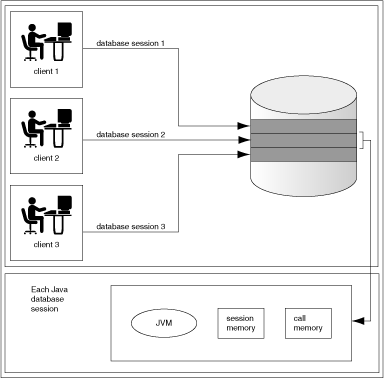 client 1
database session 1
client 2
database session 2
client 3
database session 3
Each Java
database
session
JVM
session
memory
call
memory